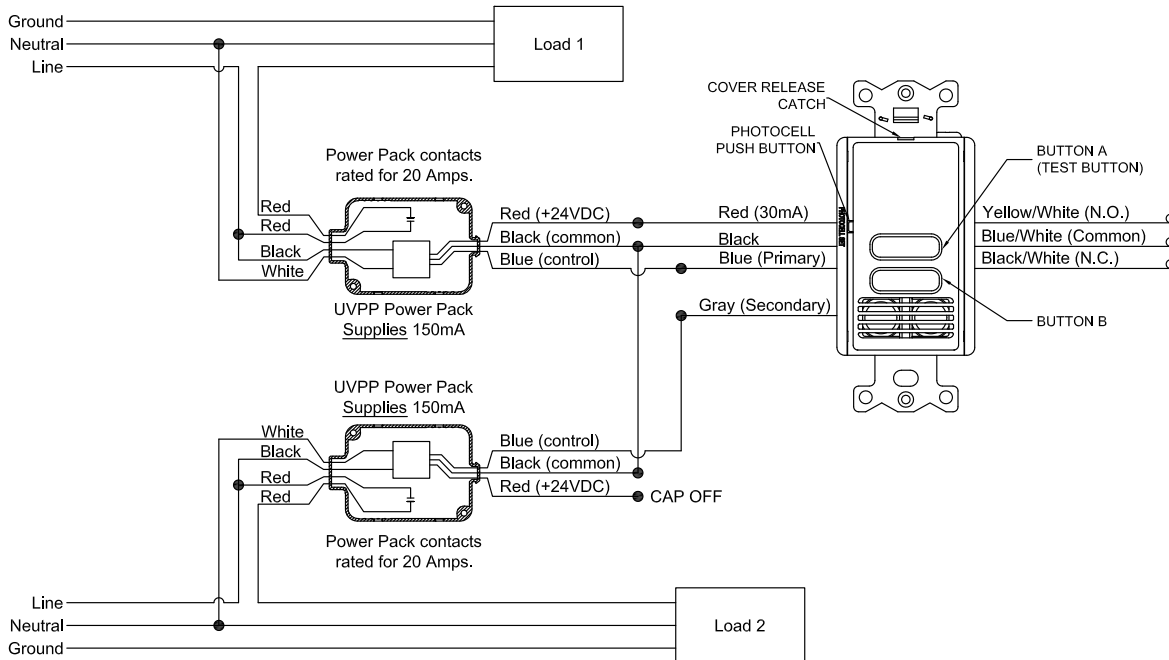 Ground
Neutral
Line
Load 1
Power Pack contacts
rated for 20 Amps.
Red
Red
Black
White
Red (+24VDC)
Black (common)
Blue (control)
UVPP Power Pack
Supplies 150mA
COVER RELEASE
CATCH
PHOTOCELL
PUSH BUTTON
BUTTON A
(TEST BUTTON)
Red (30mA)
Black
Blue (Primary)
Gray (Secondary)
Yellow/White (N.O.)
Blue/White (Common)
Black/White (N.C.)
BUTTON B
UVPP Power Pack
Supplies 150mA
White
Black
Red
Red
Blue (control)
Black (common)
Red (+24VDC)
CAP OFF
Power Pack contacts
rated for 20 Amps.
Line
Neutral
Ground
Load 2